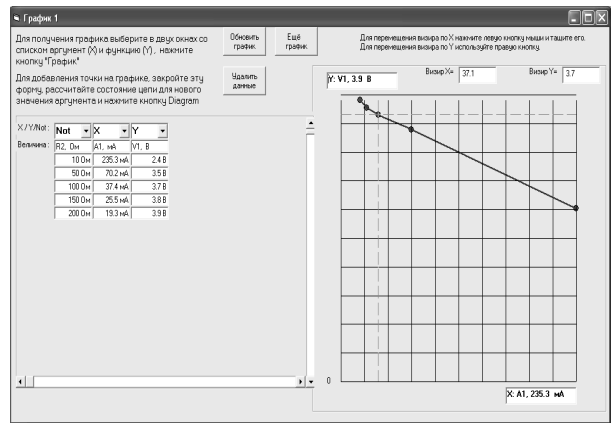 График 1
Для получения графика выберите в двух окнах со
списком аргумент (X) и функцию (Y) , нажмите
кнопку "График"
Для добавления точки на графике, закройте эту
форму, рассчитайте состояние цепи для нового
значения аргумента и нажмите кнопку Diagram
Обновить
график
Ещё
график
Удалить
данные
Для перемещения визира по X нажмите левую кнопку мыши и тащите его.
Для перемещения визира по Y используйте правую кнопку.
Y: V1, 3.9 В
Визир X= 37.1
Визир Y= 3.7
X / Y/Not : Not X Y
Величина: R2, Ом A1, мА V1, В
10 Ом 235.3 мА 2.4 В
50 Ом 70.2 мА 3.5 В
100 Ом 37.4 мА 3.7 В
150 Ом 25.5 мА 3.8 В
200 Ом 19.3 мА 3.9 В
0
X: A1, 235.3 мА